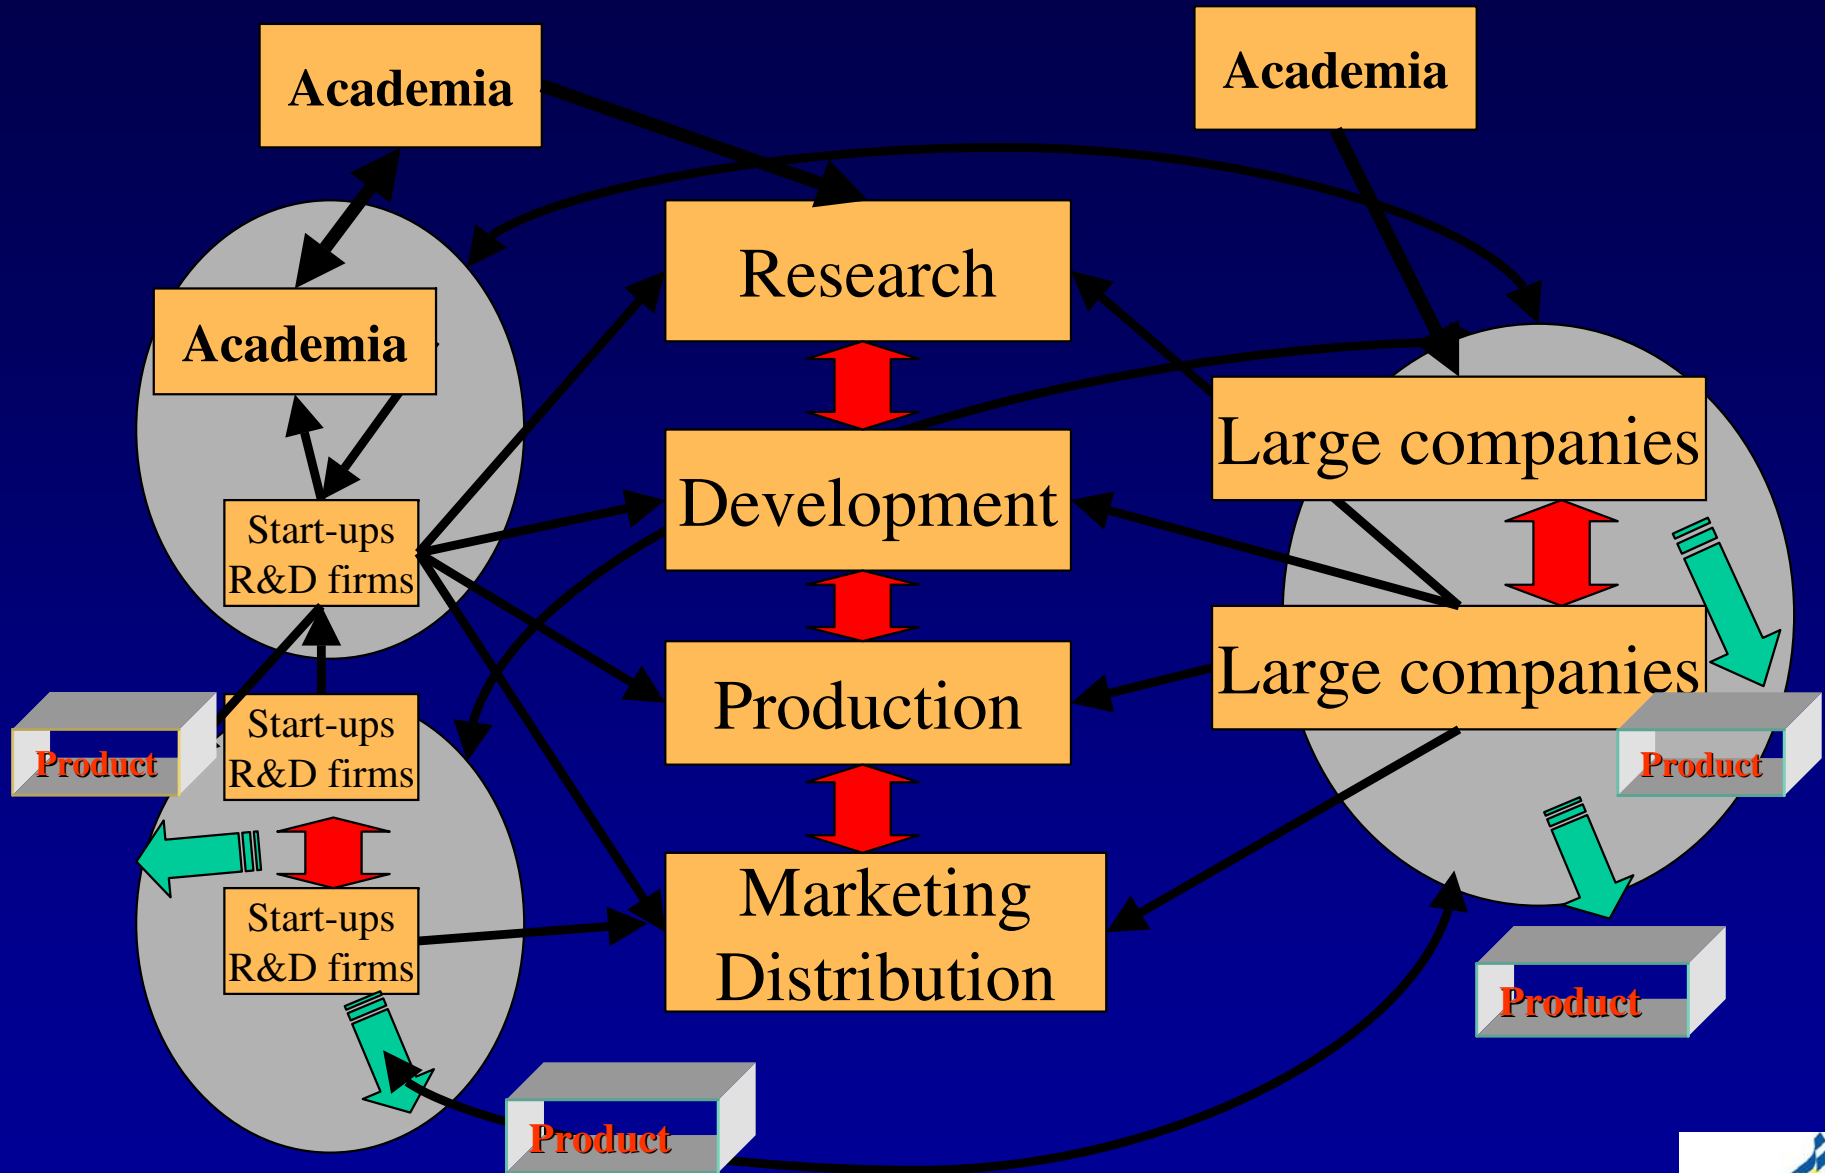 Academia
Academia
Research
Academia
Large companies
Development
Start-ups
R&D firms
Large companies
Production
Start-ups
R&D firms
Product
Product
Marketing
Distribution
Start-ups
R&D firms
Product
Product